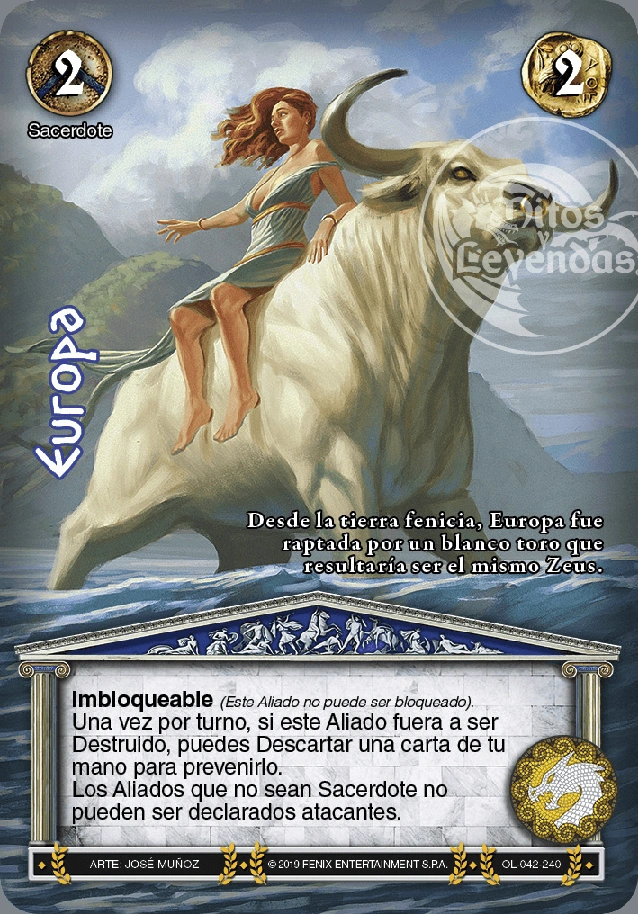 2
2
Sacerdote
Mitos
Leyendas
Europa
Desde la tierra fenicia, Europa fue
raptada por un blanco toro que
resultaría ser el mismo Zeus.
Imbloqueable (Este Aliado no puede ser bloqueado).
Una vez por turno, si este Aliado fuera a ser
Destruido, puedes Descartar una carta de tu
mano para prevenirlo.
Los Aliados que no sean Sacerdote no
pueden ser declarados atacantes.
ARTE: JOSÉ MUÑOZ
© 2019 FENIX ENTERTAINMENT S.P.A.
OL 042-240